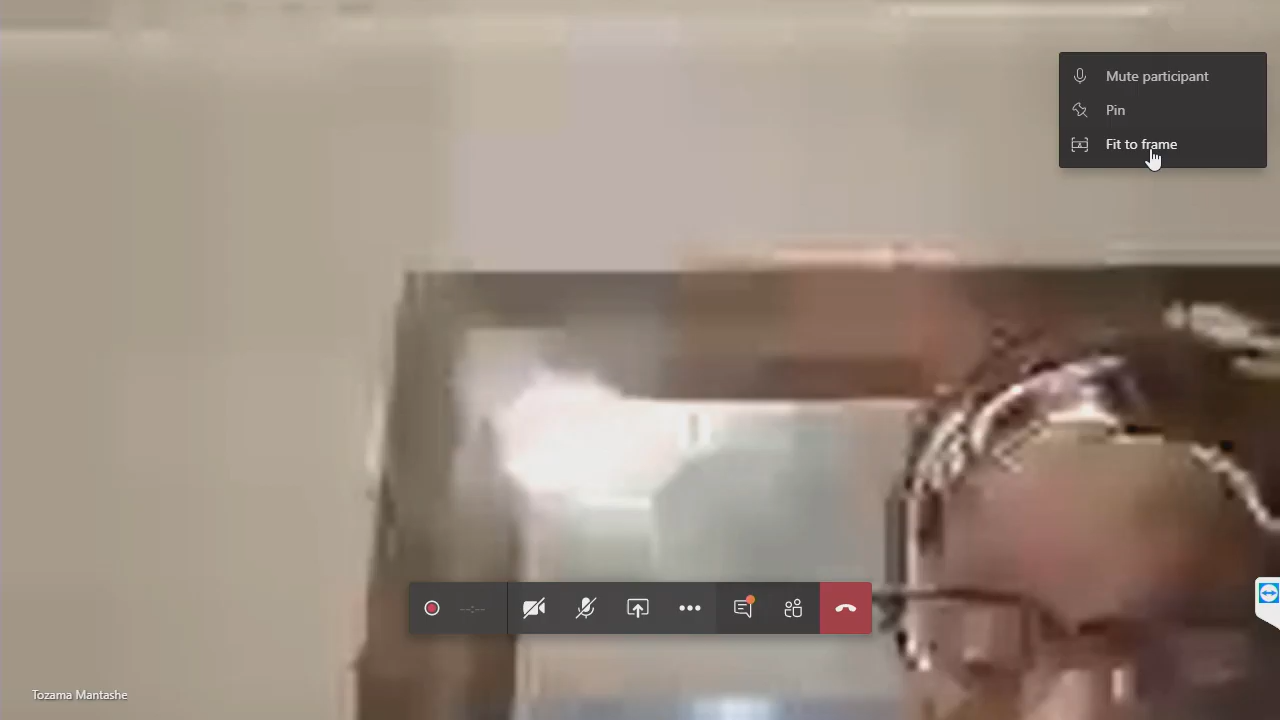 Mute participant
Pin
Fit to frame
--:--
Tozama Mantashe